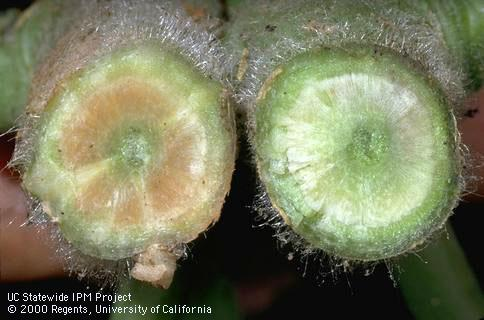 UC Statewide IPM Project
© 2000 Regents, University of California